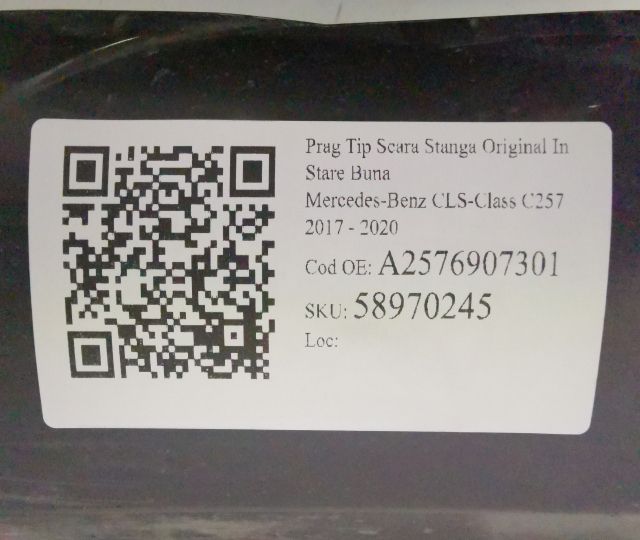 Prag Tip Scara Stanga Original In
Stare Buna
Mercedes-Benz CLS-Class C257
2017 - 2020
Cod OE: A2576907301
SKU: 58970245
Loc: